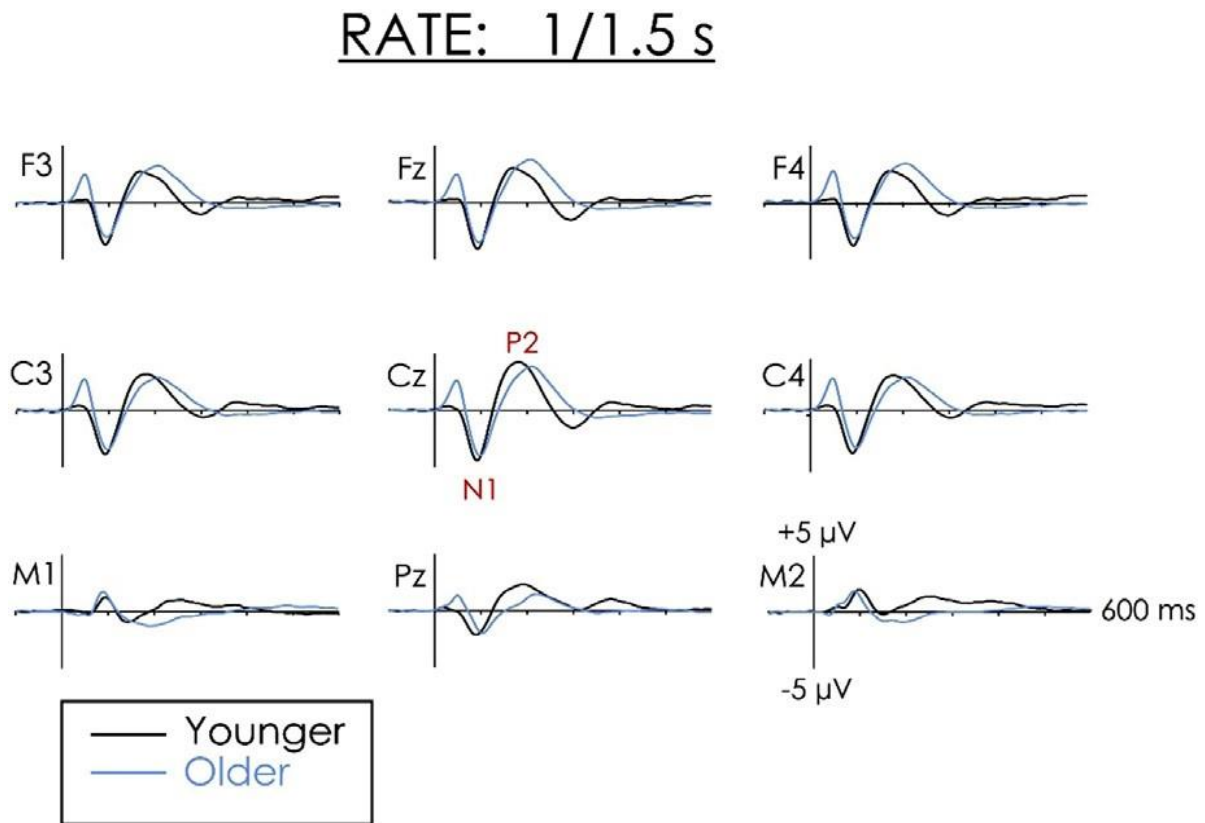 RATE: 1/1.5 s
F3 Fz F4
P2
C3 Cz C4
N1
+5 µV
M1 Pz M2
600 ms
-5 µV
Younger
Older